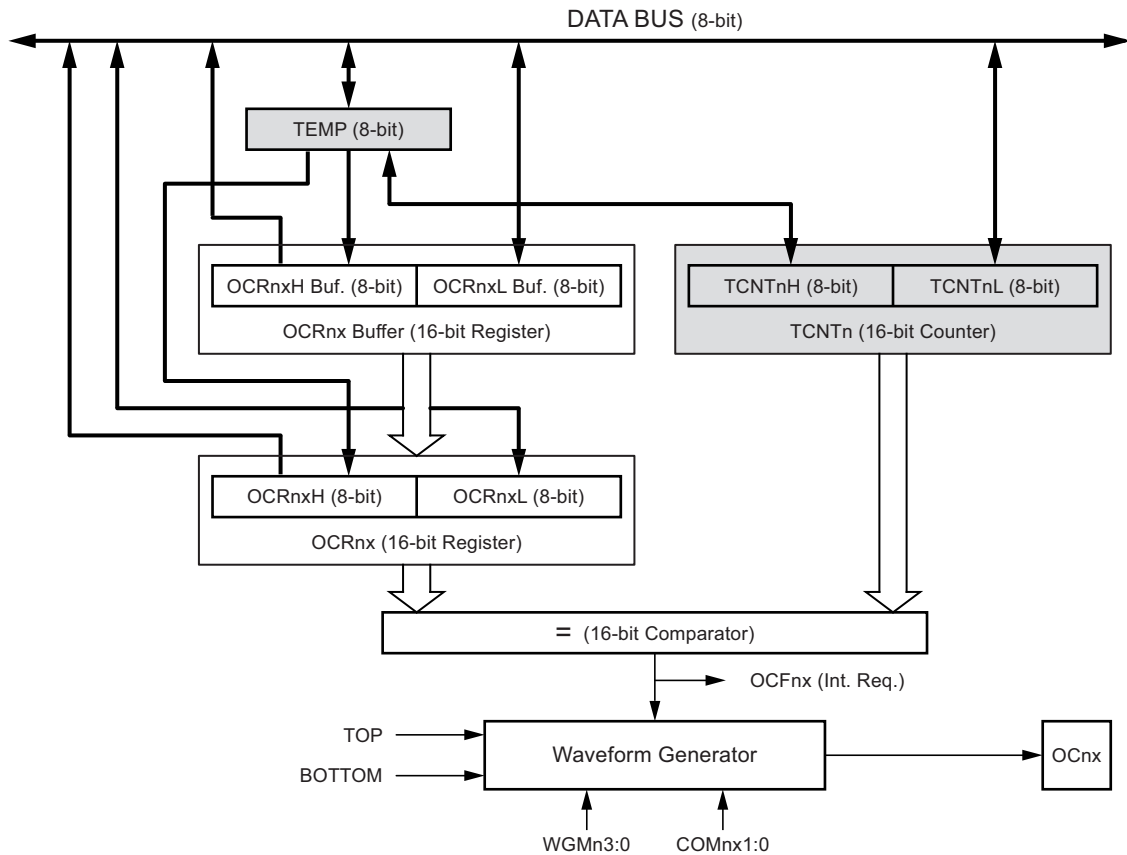 DATA BUS (8-bit)
TEMP (8-bit)
OCRnxH Buf. (8-bit)
OCRnxL Buf. (8-bit)
OCRnx Buffer (16-bit Register)
TCNTnH (8-bit)
TCNTnL (8-bit)
TCNTn (16-bit Counter)
OCRnxH (8-bit)
OCRnxL (8-bit)
OCRnx (16-bit Register)
= (16-bit Comparator)
OCFnx (Int. Req.)
TOP
BOTTOM
Waveform Generator
OCnx
WGMn3:0
COMnx1:0